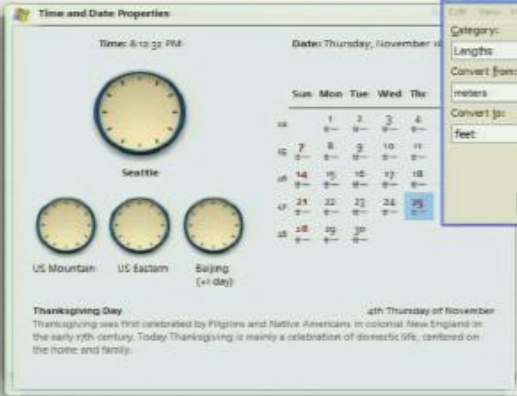 Time and Date Properties
Edit View
Time: 8:12:32 PM
Date: Thursday, November
Category:
Lengths
Convert from:
meters
Convert to:
feet
Sun Mon Tue Wed Thr
1 2 3 4
7 8 9 10 11
14 15 16 17 18
21 22 23 24 25
28 29 30
Seattle
US Mountain US Eastern Beijing
(+1 day)
Thanksgiving Day 4th Thursday of November
Thanksgiving was first celebrated by Pilgrims and Native Americans in colonial New England in
the early 17th century. Today Thanksgiving is mainly a celebration of domestic life, centered on
the home and family.